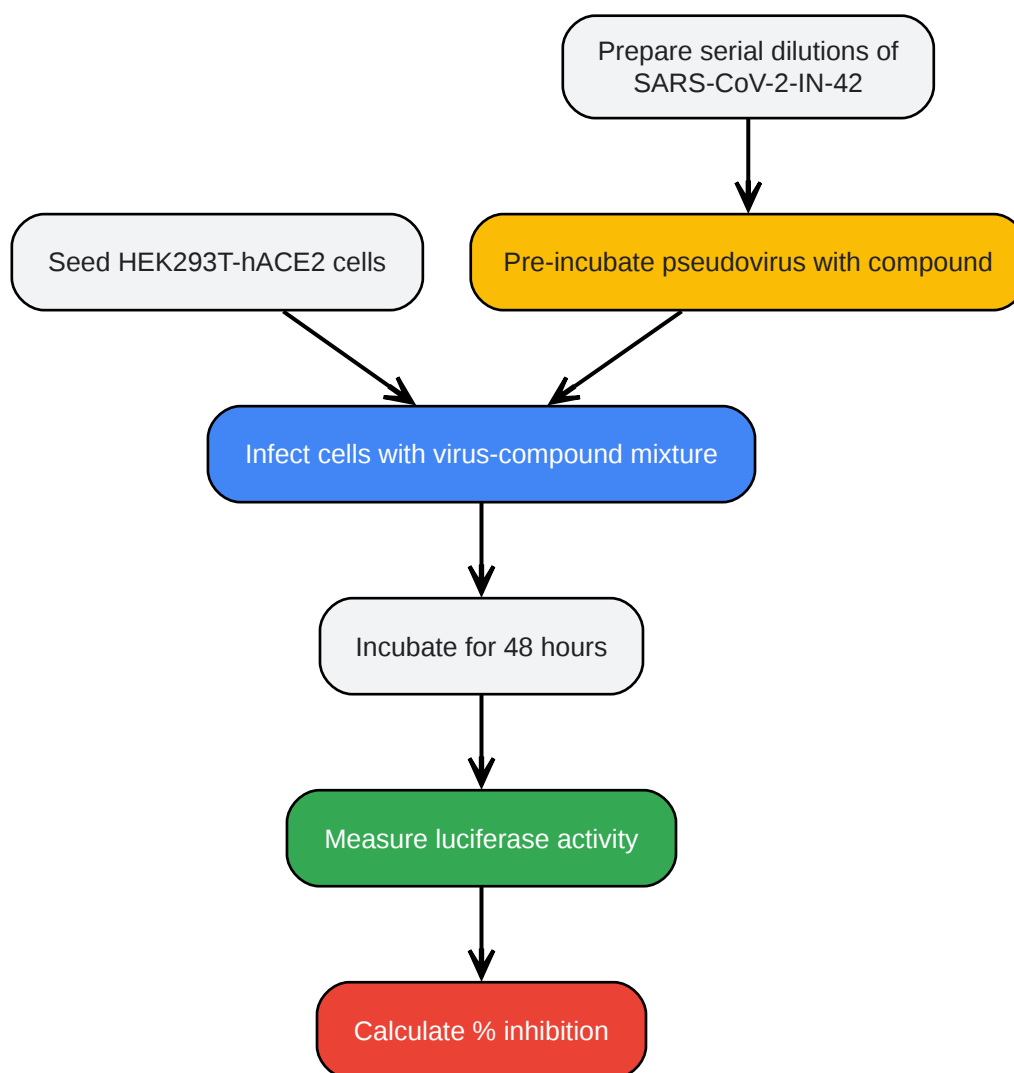 Prepare serial dilutions of
SARS-CoV-2-IN-42
Seed HEK293T-hACE2 cells
Pre-incubate pseudovirus with compound
Infect cells with virus-compound mixture
Incubate for 48 hours
Measure luciferase activity
Calculate % inhibition